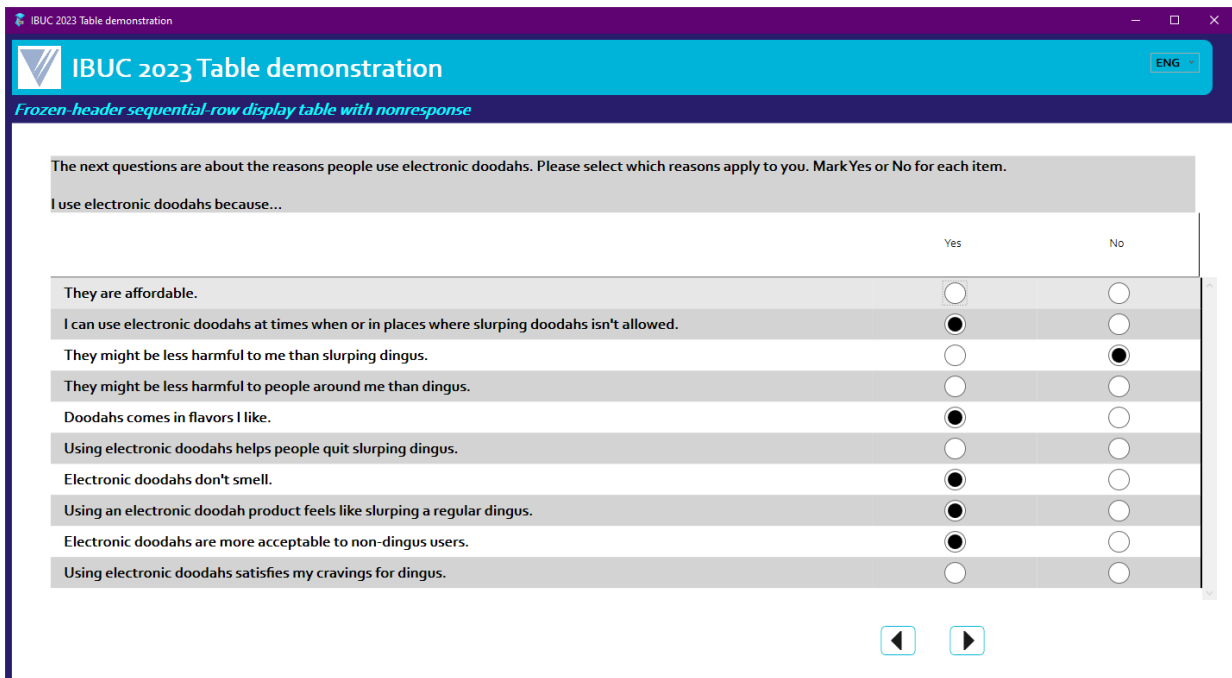 IBUC 2023 Table demonstration
IBUC 2023 Table demonstration
ENG
Frozen-header sequential-row display table with nonresponse
The next questions are about the reasons people use electronic doodahs. Please select which reasons apply to you. Mark Yes or No for each item.
I use electronic doodahs because...
Yes No
They are affordable.
I can use electronic doodahs at times when or in places where slurping doodahs isn't allowed.
They might be less harmful to me than slurping dingus.
They might be less harmful to people around me than dingus.
Doodahs comes in flavors I like.
Using electronic doodahs helps people quit slurping dingus.
Electronic doodahs don't smell.
Using an electronic doodah product feels like slurping a regular dingus.
Electronic doodahs are more acceptable to non-dingus users.
Using electronic doodahs satisfies my cravings for dingus.